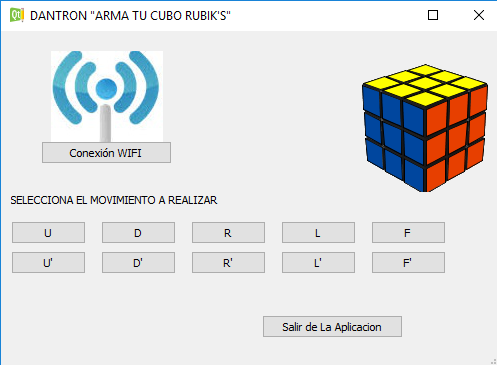 DANTRON "ARMA TU CUBO RUBIK'S"
Conexión WIFI
SELECCIONA EL MOVIMIENTO A REALIZAR
U D R L F
U' D' R' L' F'
Salir de La Aplicacion